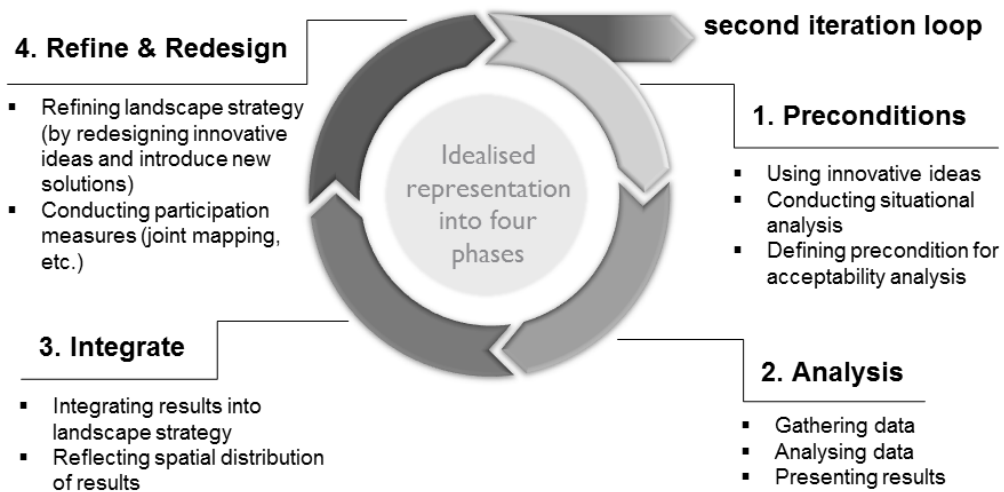 second iteration loop
1. Preconditions
▪ Using innovative ideas
▪ Conducting situational
analysis
▪ Defining precondition for
acceptability analysis
2. Analysis
▪ Gathering data
▪ Analysing data
▪ Presenting results
3. Integrate
▪ Integrating results into
landscape strategy
▪ Reflecting spatial distribution
of results
4. Refine & Redesign
▪ Refining landscape strategy
(by redesigning innovative
ideas and introduce new
solutions)
▪ Conducting participation
measures (joint mapping,
etc.)
Idealised
representation
into four
phases